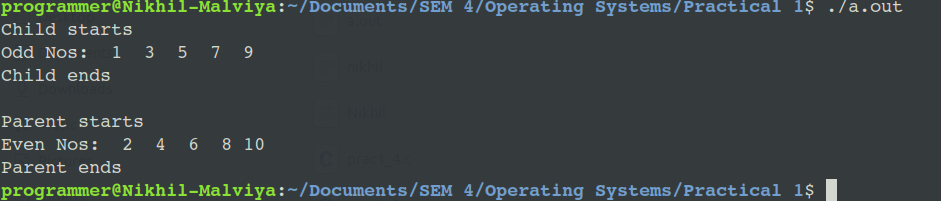 programmer@Nikhil-Malviya:~/Documents/SEM 4/Operating Systems/Practical 1$ ./a.out
Child starts
Odd Nos:  1  3  5  7  9
Child ends

Parent starts
Even Nos:  2  4  6  8 10
Parent ends
programmer@Nikhil-Malviya:~/Documents/SEM 4/Operating Systems/Practical 1$